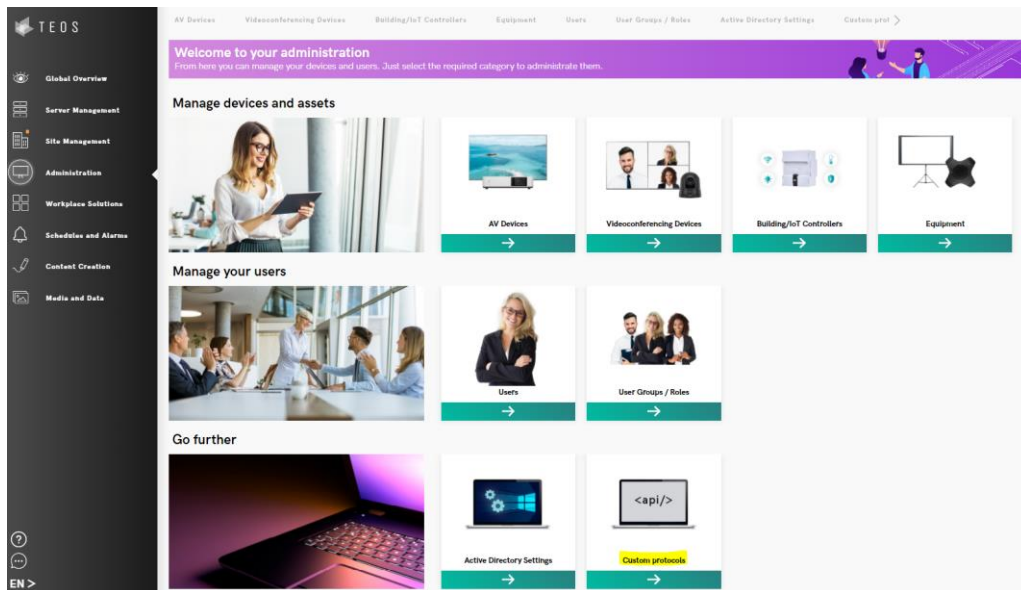 TEOS
Global Overview
Server Management
Site Management
Administration
Workplace Solutions
Schedules and Alarms
Content Creation
Media and Data
EN >
AV Devices Videoconferencing Devices Building/IoT Controllers Equipment Users User Groups / Roles Active Directory Settings Custom prot >
Welcome to your administration
From here you can manage your devices and users. Just select the required category to administrate them.
Manage devices and assets
AV Devices Videoconferencing Devices Building/IoT Controllers Equipment
Manage your users
Users User Groups / Roles
Go further
<api/>
Active Directory Settings Custom protocols